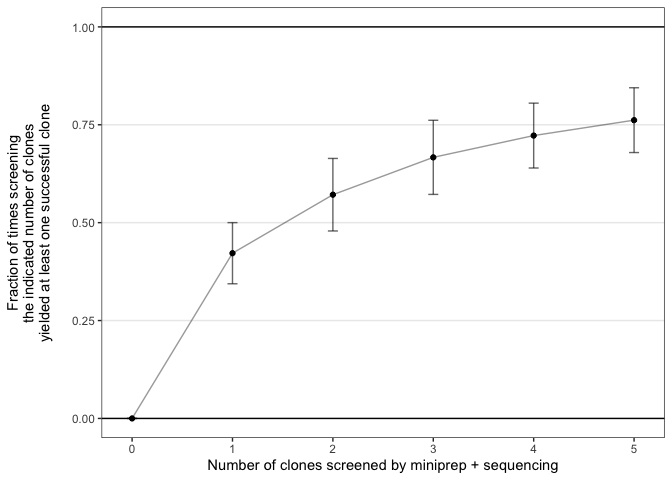 Fraction of times screening
the indicated number of clones
yielded at least one successful clone
1.00
0.75
0.50
0.25
0.00
0 1 2 3 4 5
Number of clones screened by miniprep + sequencing